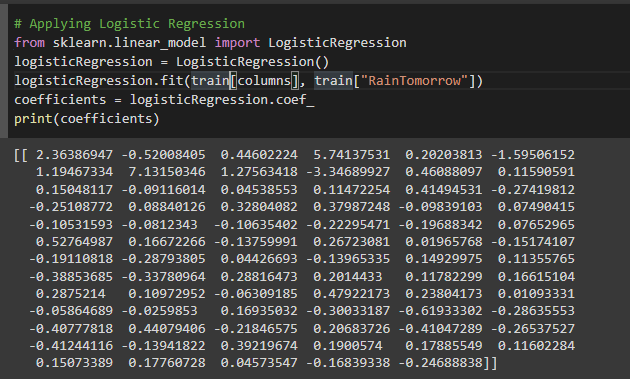 # Applying Logistic Regression
from sklearn.linear_model import LogisticRegression
logisticRegression = LogisticRegression()
logisticRegression.fit(train[columns], train["RainTomorrow"])
coefficients = logisticRegression.coef_
print(coefficients)
[[ 2.36386947 -0.52008405  0.44602224  5.74137531  0.20203813 -1.59506152
1.19467334  7.13150346  1.27563418 -3.34689927  0.46088097  0.11590591
0.15048117 -0.09116014  0.04538553  0.11472254  0.41494531 -0.27419812
-0.25108772  0.08840126  0.32804082  0.37987248 -0.09839103  0.07490415
-0.10531593 -0.0812343  -0.10635402 -0.22295471 -0.19688342  0.07652965
0.52764987  0.16672266 -0.13759991  0.26723081  0.01965768 -0.15174107
-0.19110818 -0.28793805  0.04426693 -0.13965335  0.14929975  0.11355765
-0.38853685 -0.33780964  0.28816473  0.2014433   0.11782299  0.16615104
0.2875214   0.10972952 -0.06309185  0.47922173  0.23804173  0.01093331
-0.05864689 -0.0259853   0.16935032 -0.30033187 -0.61933302 -0.28635553
-0.40777818  0.44079406 -0.21846575  0.20683726 -0.41047289 -0.26537527
-0.41244116 -0.13941822  0.39219674  0.1900574   0.17885549  0.11602284
0.15073389  0.17760728  0.04573547 -0.16839338 -0.24688838]]